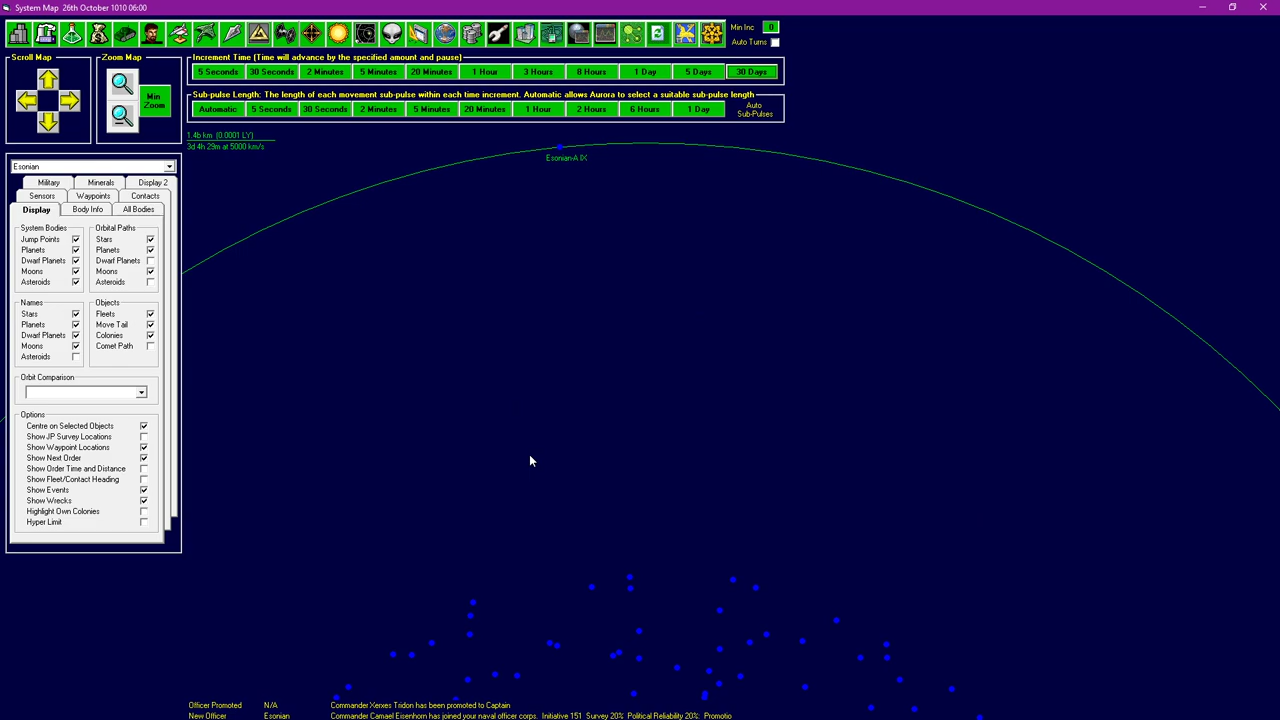 System Map  26th October 1010 06:00
Min Inc 0
Auto Turns
Scroll Map
Zoom Map
Min Zoom
Increment Time (Time will advance by the specified amount and pause)
5 Seconds 30 Seconds 2 Minutes 5 Minutes 20 Minutes 1 Hour 3 Hours 8 Hours 1 Day 5 Days 30 Days
Sub-pulse Length: The length of each movement sub-pulse within each time increment. Automatic allows Aurora to select a suitable sub-pulse length
Automatic 5 Seconds 30 Seconds 2 Minutes 5 Minutes 20 Minutes 1 Hour 2 Hours 6 Hours 1 Day Auto Sub-Pulses
1.4b km (0.0001 LY)
3d 4h 29m at 5000 km/s
Esonian-A IX
Esonian
Military Minerals Display 2
Sensors Waypoints Contacts
Display Body Info All Bodies
System Bodies
Jump Points
Planets
Dwarf Planets
Moons
Asteroids
Orbital Paths
Stars
Planets
Dwarf Planets
Moons
Asteroids
Names
Stars
Planets
Dwarf Planets
Moons
Asteroids
Objects
Fleets
Move Tail
Colonies
Comet Path
Orbit Comparison
Options
Centre on Selected Objects
Show JP Survey Locations
Show Waypoint Locations
Show Next Order
Show Order Time and Distance
Show Fleet/Contact Heading
Show Events
Show Wrecks
Highlight Own Colonies
Hyper Limit
Officer Promoted N/A Commander Xerxes Tridon has been promoted to Captain
New Officer Esonian Commander Camael Eisenhorn has joined your naval officer corps. Initiative 151 Survey 20% Political Reliability 20% Promotio